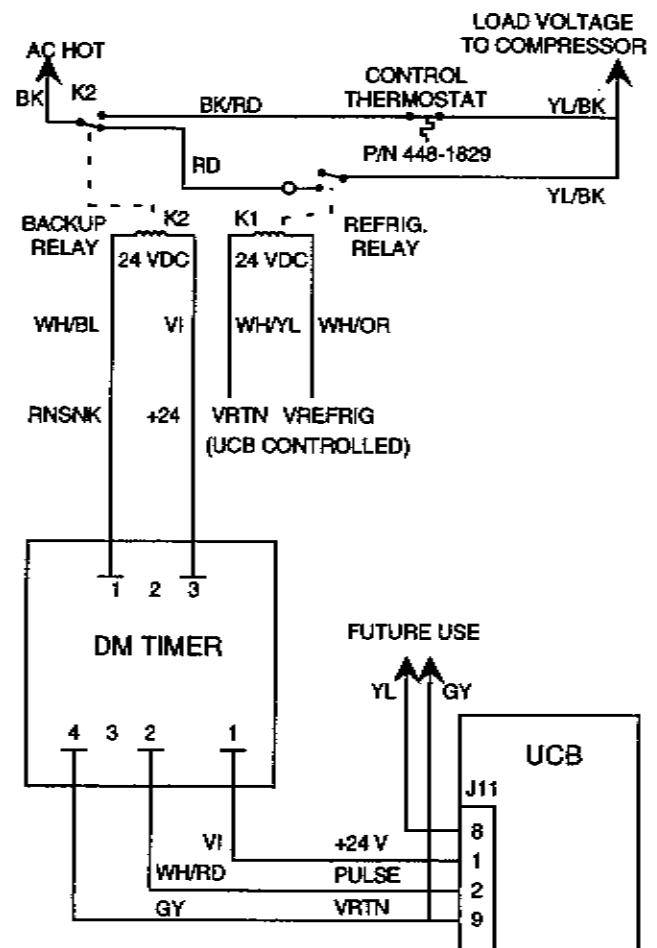 LOAD VOLTAGE
TO COMPRESSOR
AC HOT
BK
K2
BK/RD
CONTROL
THERMOSTAT
YL/BK
P/N 448-1829
RD
YL/BK
BACKUP
RELAY
K2
24 VDC
K1
24 VDC
REFRIG.
RELAY
WH/BL
VI
WH/YL
WH/OR
RNSNK
+24
VRTN
VREFRIG
(UCB CONTROLLED)
1 2 3
DM TIMER
4 3 2 1
FUTURE USE
YL
GY
UCB
J11
8
VI
+24 V
1
WH/RD
PULSE
2
GY
VRTN
9